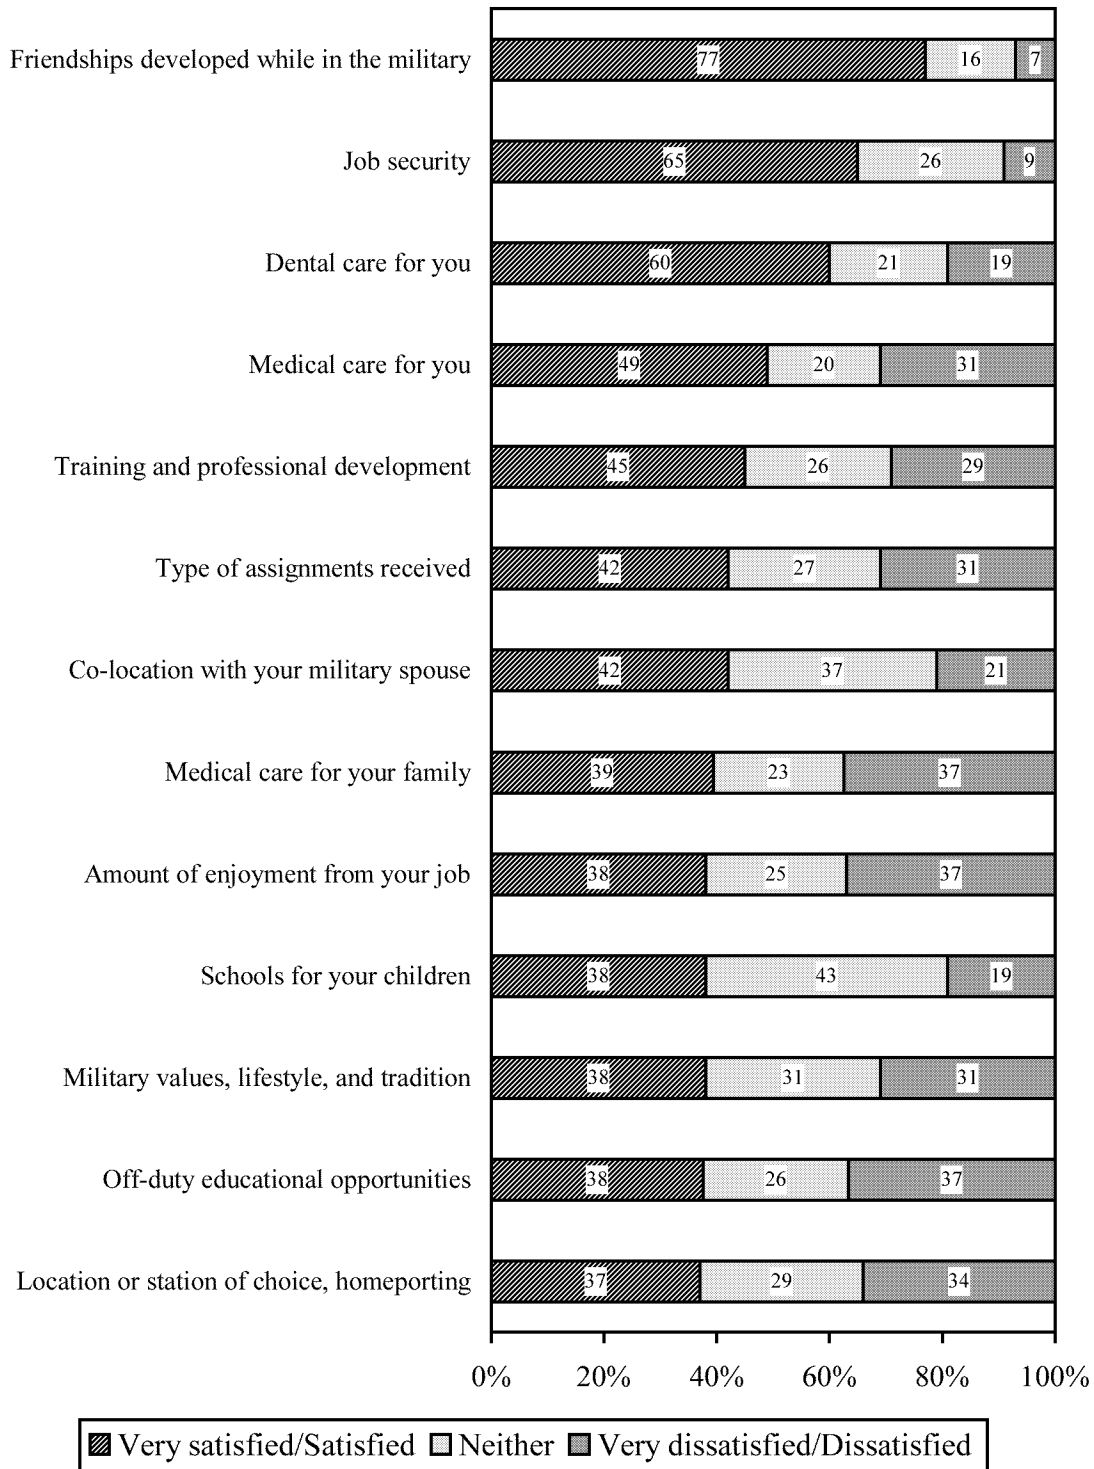 Friendships developed while in the military 77 16 7
Job security 65 26 9
Dental care for you 60 21 19
Medical care for you 49 20 31
Training and professional development 45 26 29
Type of assignments received 42 27 31
Co-location with your military spouse 42 37 21
Medical care for your family 39 23 37
Amount of enjoyment from your job 38 25 37
Schools for your children 38 43 19
Military values, lifestyle, and tradition 38 31 31
Off-duty educational opportunities 38 26 37
Location or station of choice, homeporting 37 29 34
0% 20% 40% 60% 80% 100%
Very satisfied/Satisfied Neither Very dissatisfied/Dissatisfied